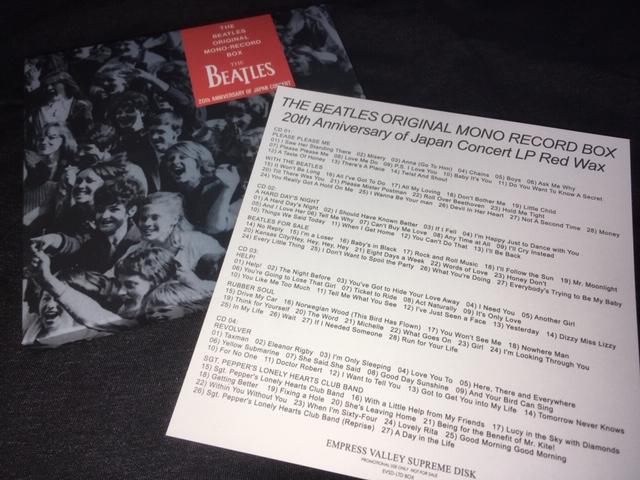 THE
BEATLES
ORIGINAL
MONO-RECORD
BOX
THE
BEATLES
20th ANNIVERSARY OF JAPAN CONCERT
THE BEATLES ORIGINAL MONO RECORD BOX
20th Anniversary of Japan Concert LP Red Wax
CD 01:
PLEASE PLEASE ME
01) I Saw Her Standing There 02) Misery 03) Anna (Go To Him) 04) Chains 05) Boys 06) Ask Me Why
07) Please Please Me 08) Love Me Do 09) P.S. I Love You 10) Baby It's You 11) Do You Want To Know A Secret
12) A Taste Of Honey 13) There's A Place 14) Twist And Shout
WITH THE BEATLES
15) It Won't Be Long 16) All I've Got To Do 17) All My Loving 18) Don't Bother Me 19) Little Child
20) Till There Was You 21) Please Mister Postman 22) Roll Over Beethoven 23) Hold Me Tight
24) You Really Got A Hold On Me 25) I Wanna Be Your man 26) Devil In Her Heart 27) Not A Second Time 28) Money
CD 02:
A HARD DAY'S NIGHT
01) A Hard Day's Night 02) I Should Have Known Better 03) If I Fell 04) I'm Happy Just to Dance with You
05) And I Love Her 06) Tell Me Why 07) Can't Buy Me Love 08) Any Time At All 09) I'll Cry Instead
10) Things We Said Today 11) When I Get Home 12) You Can't Do That 13) I'll Be Back
BEATLES FOR SALE
14) No Reply 15) I'm a Loser 16) Baby's in Black 17) Rock and Roll Music 18) I'll Follow the Sun 19) Mr. Moonlight
20) Kansas City/Hey, Hey, Hey, Hey 21) Eight Days a Week 22) Words of Love 23) Honey Don't
24) Every Little Thing 25) I Don't Want to Spoil the Party 26) What You're Doing 27) Everybody's Trying to Be My Baby
CD 03:
HELP!
01) Help! 02) The Night Before 03) You've Got to Hide Your Love Away 04) I Need You 05) Another Girl
06) You're Going to Lose That Girl 07) Ticket to Ride 08) Act Naturally 09) It's Only Love
10) You Like Me Too Much 11) Tell Me What You See 12) I've Just Seen a Face 13) Yesterday 14) Dizzy Miss Lizzy
RUBBER SOUL
15) Drive My Car 16) Norwegian Wood (This Bird Has Flown) 17) You Won't See Me 18) Nowhere Man
19) Think for Yourself 20) The Word 21) Michelle 22) What Goes On 23) Girl 24) I'm Looking Through You
25) In My Life 26) Wait 27) If I Needed Someone 28) Run for Your Life
CD 04:
REVOLVER
01) Taxman 02) Eleanor Rigby 03) I'm Only Sleeping 04) Love You To 05) Here, There and Everywhere
06) Yellow Submarine 07) She Said She Said 08) Good Day Sunshine 09) And Your Bird Can Sing
10) For No One 11) Doctor Robert 12) I Want to Tell You 13) Got to Get You into My Life 14) Tomorrow Never Knows
SGT. PEPPER'S LONELY HEARTS CLUB BAND
15) Sgt. Pepper's Lonely Hearts Club Band 16) With a Little Help from My Friends 17) Lucy in the Sky with Diamonds
18) Getting Better 19) Fixing a Hole 20) She's Leaving Home 21) Being for the Benefit of Mr. Kite!
22) Within You Without You 23) When I'm Sixty-Four 24) Lovely Rita 25) Good Morning Good Morning
26) Sgt. Pepper's Lonely Hearts Club Band (Reprise) 27) A Day in the Life
EMPRESS VALLEY SUPREME DISK
PROMOTIONAL USE ONLY NOT FOR SALE
EVSD-LTD BOX